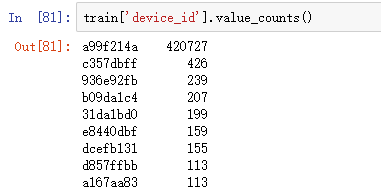 In [81]: train['device_id'].value_counts()
Out[81]: a99f214a 420727
c357dbff 426
936e92fb 239
b09da1c4 207
31da1bd0 199
e8440dbf 159
dcefb131 155
d857ffbb 113
a167aa83 113